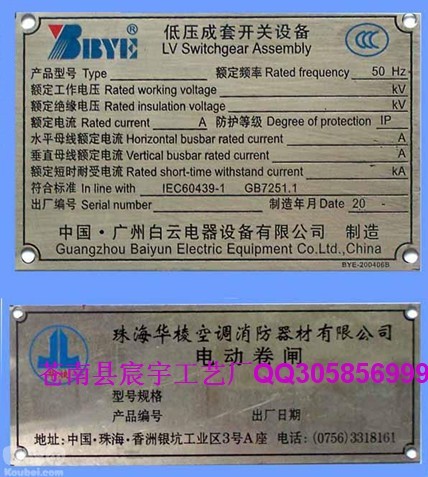 BYE ®
低压成套开关设备
LV Switchgear Assembly
产品型号 Type 额定频率 Rated frequency 50 Hz
额定工作电压 Rated working voltage kV
额定绝缘电压 Rated insulation voltage kV
额定电流 Rated current A 防护等级 Degree of protection IP
水平母线额定电流 Horizontal busbar rated current A
垂直母线额定电流 Vertical busbar rated current A
额定短时耐受电流 Rated short-time withstand current kA
符合标准 In line with IEC60439-1 GB7251.1
出厂编号 Serial number 制造年月 Date 20 -
中国·广州白云电器设备有限公司 制造
Guangzhou Baiyun Electric Equipment Co.,Ltd.,China
BYE-200406B
珠海华棱空调消防器材有限公司
电动卷闸
苍南县宸宇工艺厂QQ305856999
型号规格
产品编号 出厂日期
地址:中国·珠海·香洲银坑工业区3号A座 电话:(0756)3318161
Koubei.com